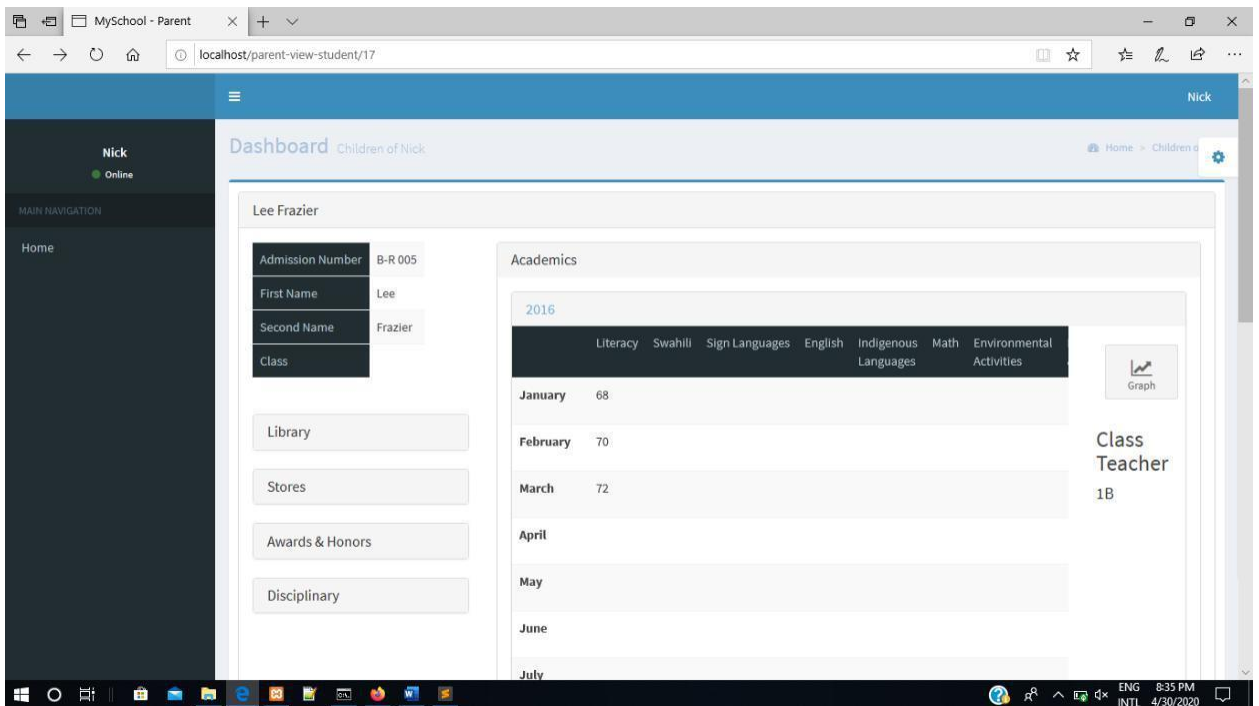 MySchool - Parent
localhost/parent-view-student/17
Nick
Nick
Online
MAIN NAVIGATION
Home
Dashboard Children of Nick
Home > Children
Lee Frazier
Admission Number B-R 005
First Name Lee
Second Name Frazier
Class
Library
Stores
Awards & Honors
Disciplinary
Academics
2016
Literacy Swahili Sign Languages English Indigenous Languages Math Environmental Activities
January 68
February 70
March 72
April
May
June
July
Graph
Class
Teacher
1B
ENG 8:35 PM
INTL 4/30/2020